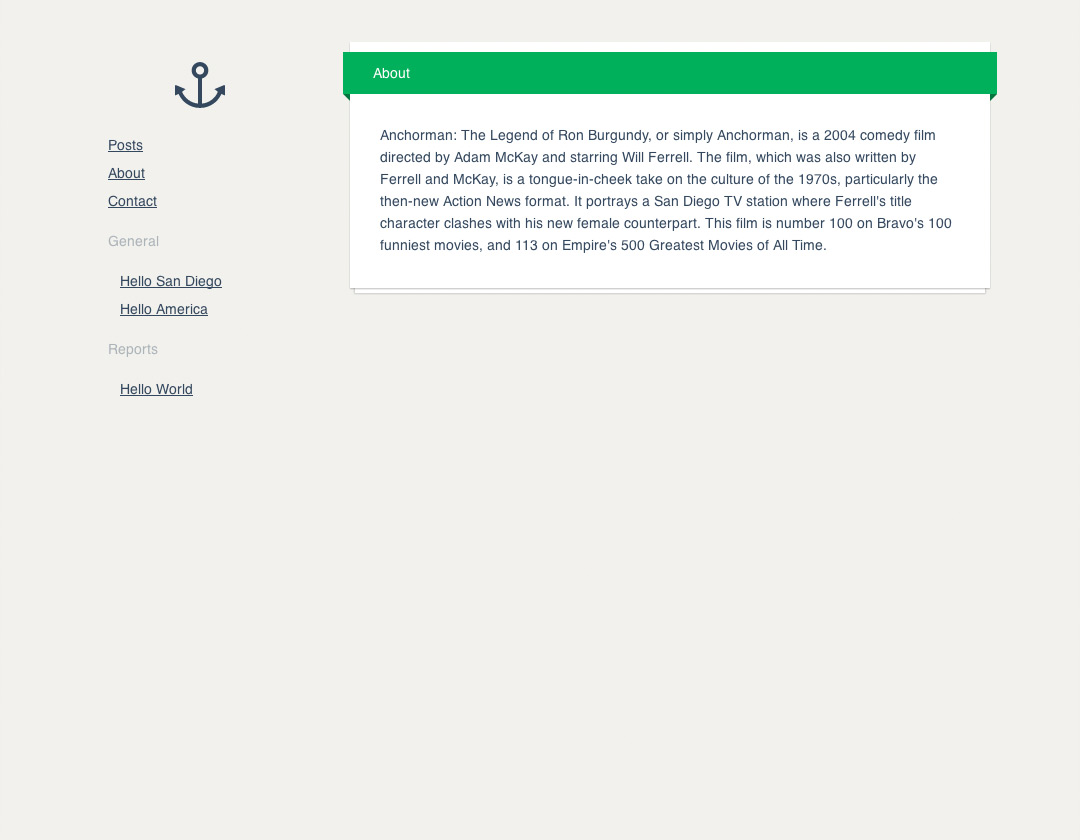 Posts
About
Contact
General
Hello San Diego
Hello America
Reports
Hello World
About
Anchorman: The Legend of Ron Burgundy, or simply Anchorman, is a 2004 comedy film
directed by Adam McKay and starring Will Ferrell. The film, which was also written by
Ferrell and McKay, is a tongue-in-cheek take on the culture of the 1970s, particularly the
then-new Action News format. It portrays a San Diego TV station where Ferrell's title
character clashes with his new female counterpart. This film is number 100 on Bravo's 100
funniest movies, and 113 on Empire's 500 Greatest Movies of All Time.